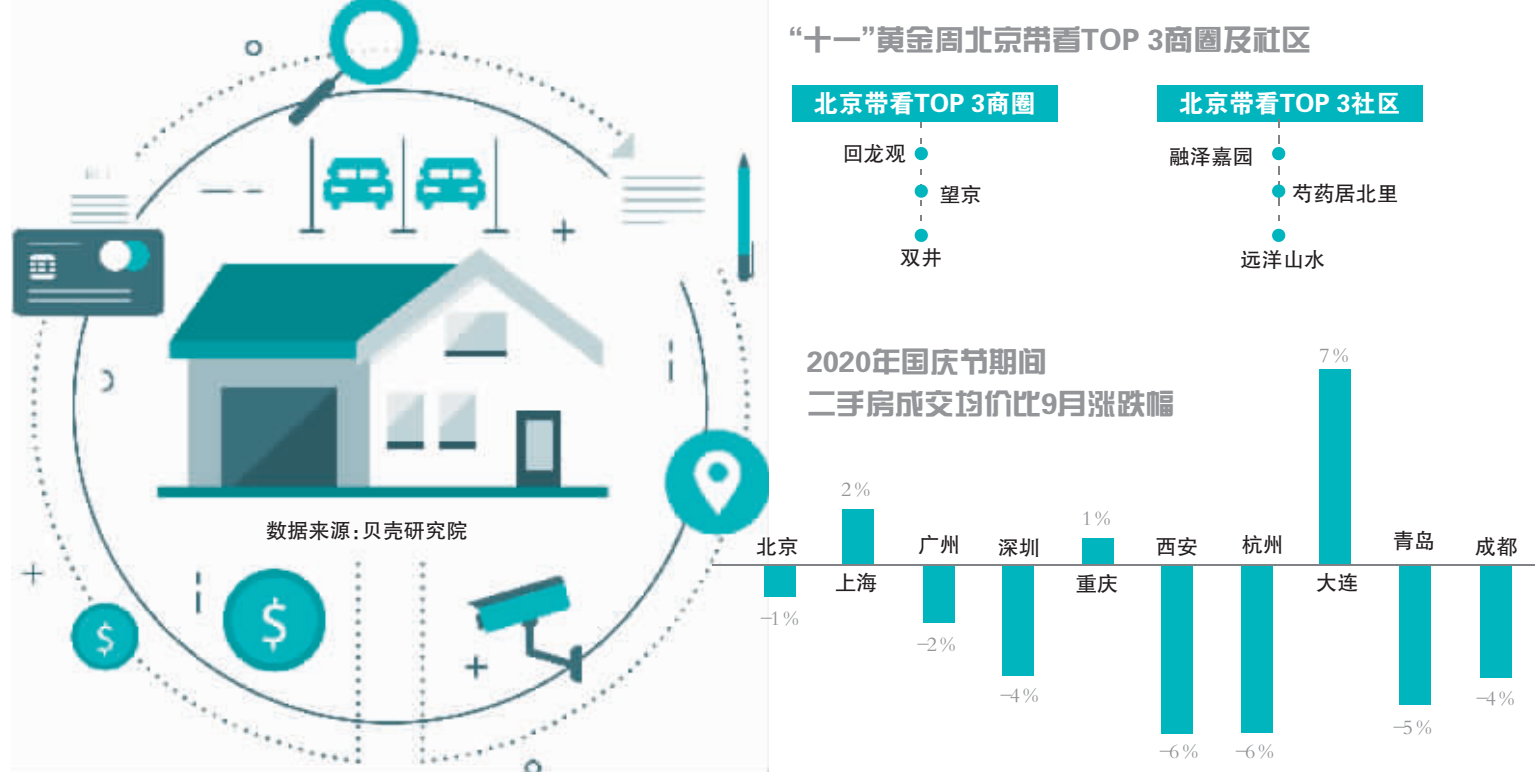 “十一”黄金周北京带看TOP 3商圈及社区
北京带看TOP 3商圈
回龙观
望京
双井
北京带看TOP 3社区
融泽嘉园
芍药居北里
远洋山水
数据来源：贝壳研究院
2020年国庆节期间
二手房成交均价比9月涨跌幅
北京
-1%
上海
2%
广州
-2%
深圳
-4%
重庆
1%
西安
-6%
杭州
-6%
大连
7%
青岛
-5%
成都
-4%
$
$